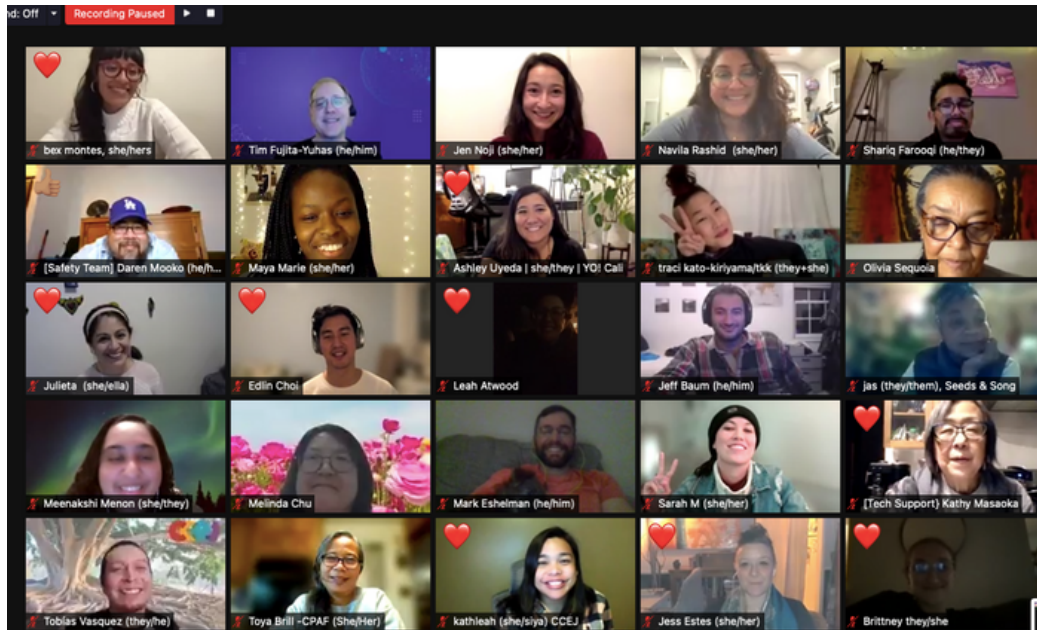 nd: Off
Recording Paused
bex montes, she/hers
Tim Fujita-Yuhas (he/him)
Jen Noji (she/her)
Navila Rashid (she/her)
Shariq Farooqi (he/they)
LA
[Safety Team] Daren Mooko (he/h...
Maya Marie (she/her)
Ashley Uyeda | she/they | YO! Cali
traci kato-kiriyama/tkk (they+she)
Olivia Sequoia
Julieta (she/ella)
Edlin Choi
Leah Atwood
Jeff Baum (he/him)
jas (they/them), Seeds & Song
Meenakshi Menon (she/they)
Melinda Chu
Mark Eshelman (he/him)
Sarah M (she/her)
[Tech Support} Kathy Masaoka
Tobias Vasquez (they/he)
Toya Brill -CPAF (She/Her)
kathleah (she/siya) CCEJ
Jess Estes (she/her)
Brittney they/she